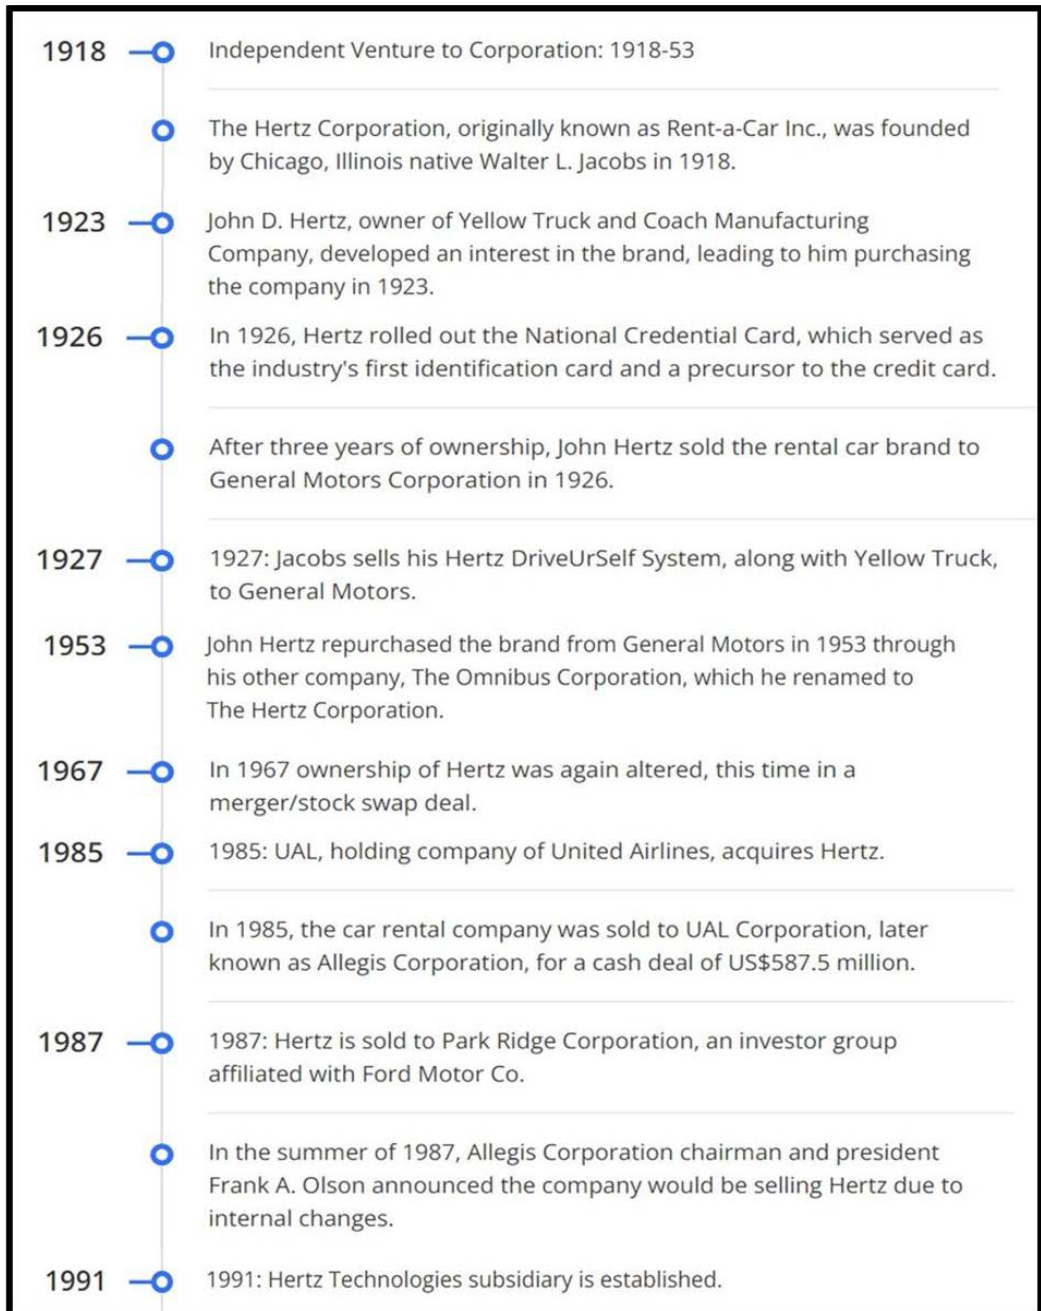 1918
Independent Venture to Corporation: 1918-53
The Hertz Corporation, originally known as Rent-a-Car Inc., was founded
by Chicago, Illinois native Walter L. Jacobs in 1918.
1923
John D. Hertz, owner of Yellow Truck and Coach Manufacturing
Company, developed an interest in the brand, leading to him purchasing
the company in 1923.
1926
In 1926, Hertz rolled out the National Credential Card, which served as
the industry's first identification card and a precursor to the credit card.
After three years of ownership, John Hertz sold the rental car brand to
General Motors Corporation in 1926.
1927
1927: Jacobs sells his Hertz DriveUrSelf System, along with Yellow Truck,
to General Motors.
1953
John Hertz repurchased the brand from General Motors in 1953 through
his other company, The Omnibus Corporation, which he renamed to
The Hertz Corporation.
1967
In 1967 ownership of Hertz was again altered, this time in a
merger/stock swap deal.
1985
1985: UAL, holding company of United Airlines, acquires Hertz.
In 1985, the car rental company was sold to UAL Corporation, later
known as Allegis Corporation, for a cash deal of US$587.5 million.
1987
1987: Hertz is sold to Park Ridge Corporation, an investor group
affiliated with Ford Motor Co.
In the summer of 1987, Allegis Corporation chairman and president
Frank A. Olson announced the company would be selling Hertz due to
internal changes.
1991
1991: Hertz Technologies subsidiary is established.